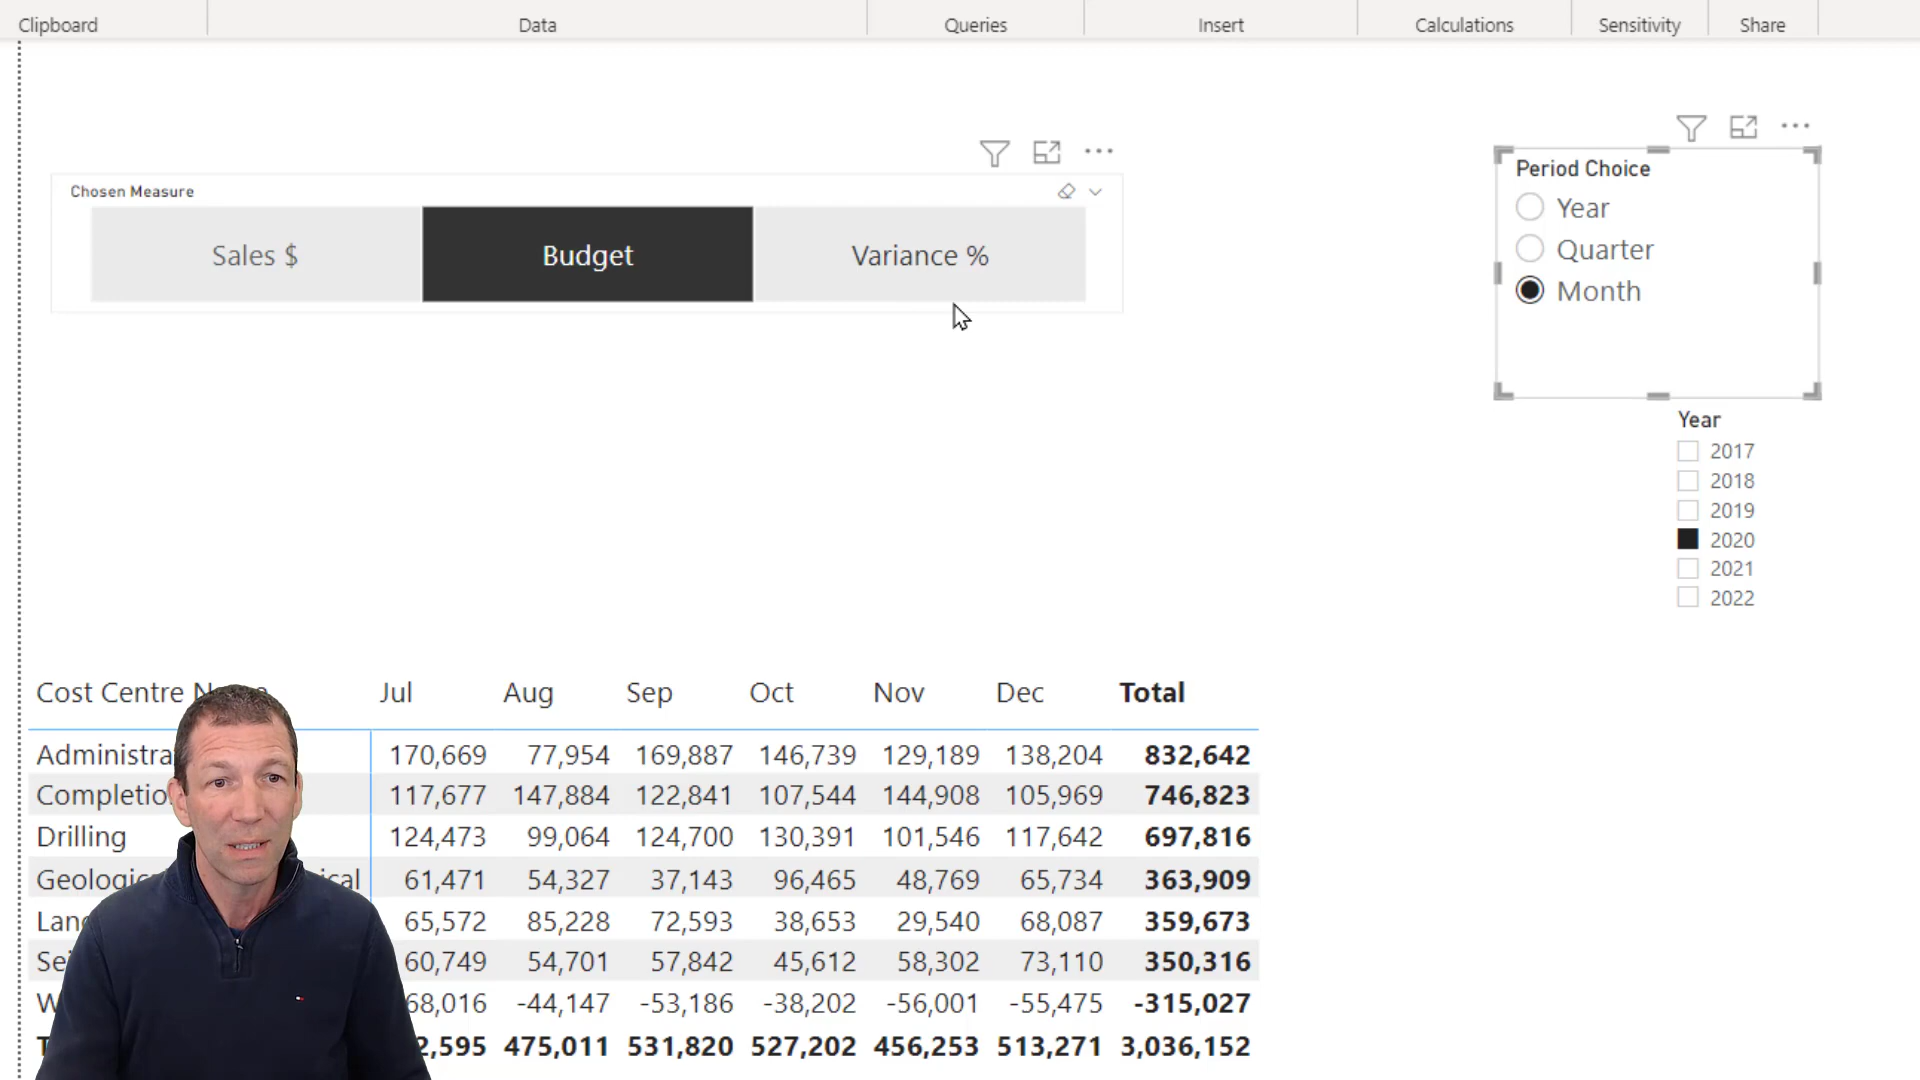 Clipboard Data Queries Insert Calculations Sensitivity Share
Chosen Measure
Sales $ Budget Variance %
Period Choice
Year
Quarter
Month
Year
2017
2018
2019
2020
2021
2022
Cost Centre Jul Aug Sep Oct Nov Dec Total
170,669 77,954 169,887 146,739 129,189 138,204 832,642
117,677 147,884 122,841 107,544 144,908 105,969 746,823
Drilling 124,473 99,064 124,700 130,391 101,546 117,642 697,816
61,471 54,327 37,143 96,465 48,769 65,734 363,909
65,572 85,228 72,593 38,653 29,540 68,087 359,673
60,749 54,701 57,842 45,612 58,302 73,110 350,316
68,016 -44,147 -53,186 -38,202 -56,001 -55,475 -315,027
2,595 475,011 531,820 527,202 456,253 513,271 3,036,152